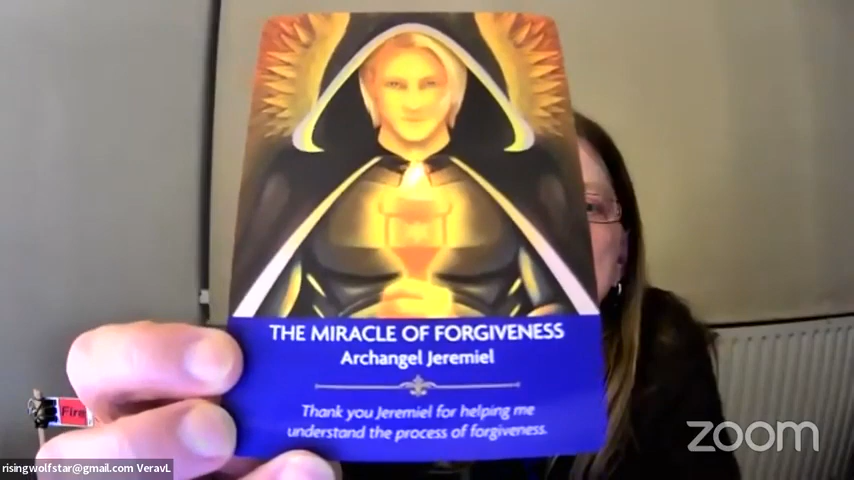 THE MIRACLE OF FORGIVENESS
Archangel Jeremiel
Thank you Jeremiel for helping me
understand the process of forgiveness.
Fire
risingwolfstar@gmail.com VeravL
zoom